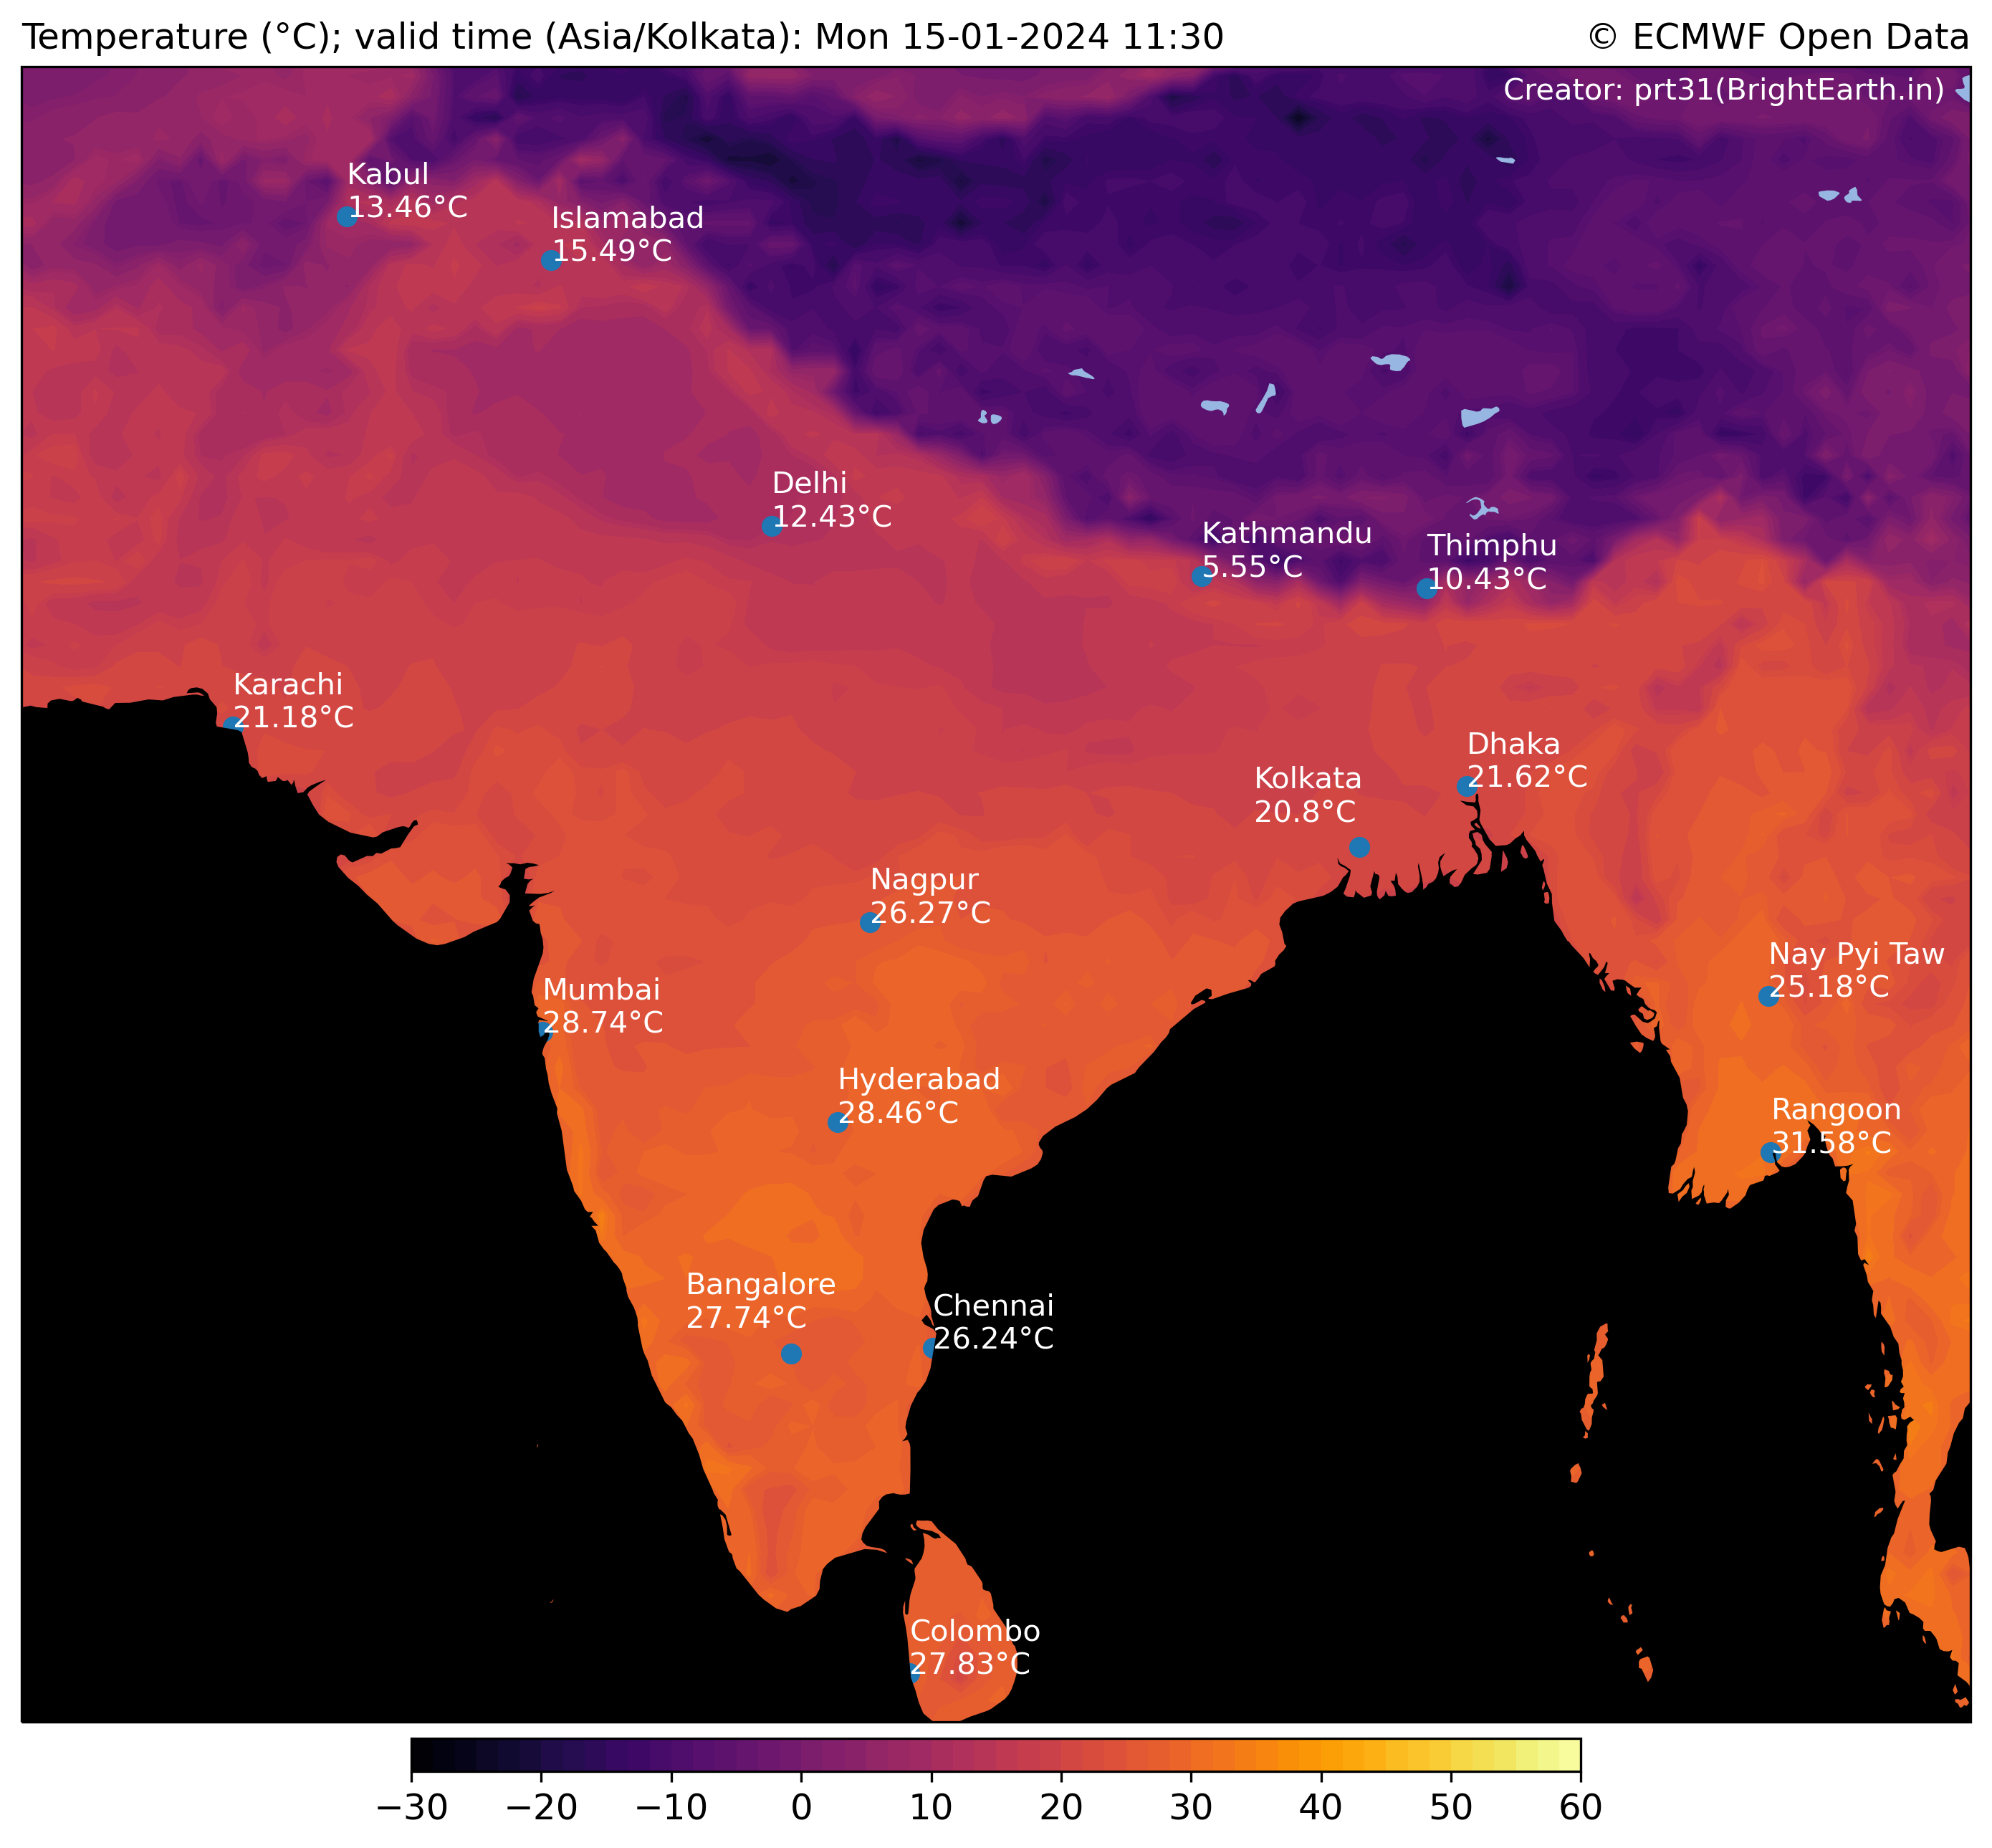 Temperature (°C); valid time (Asia/Kolkata): Mon 15-01-2024 11:30
© ECMWF Open Data
Creator: prt31(BrightEarth.in)
Kabul
13.46°C
Islamabad
15.49°C
Delhi
12.43°C
Kathmandu
5.55°C
Thimphu
10.43°C
Karachi
21.18°C
Dhaka
21.62°C
Kolkata
20.8°C
Nagpur
26.27°C
Nay Pyi Taw
25.18°C
Mumbai
28.74°C
Hyderabad
28.46°C
Rangoon
31.58°C
Bangalore
27.74°C
Chennai
26.24°C
Colombo
27.83°C
−30 −20 −10 0 10 20 30 40 50 60